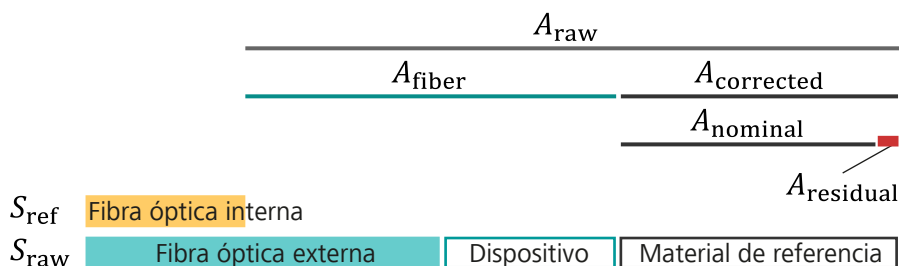 A_raw
A_fiber A_corrected
A_nominal
A_residual
S_ref Fibra óptica interna
S_raw Fibra óptica externa Dispositivo Material de referencia